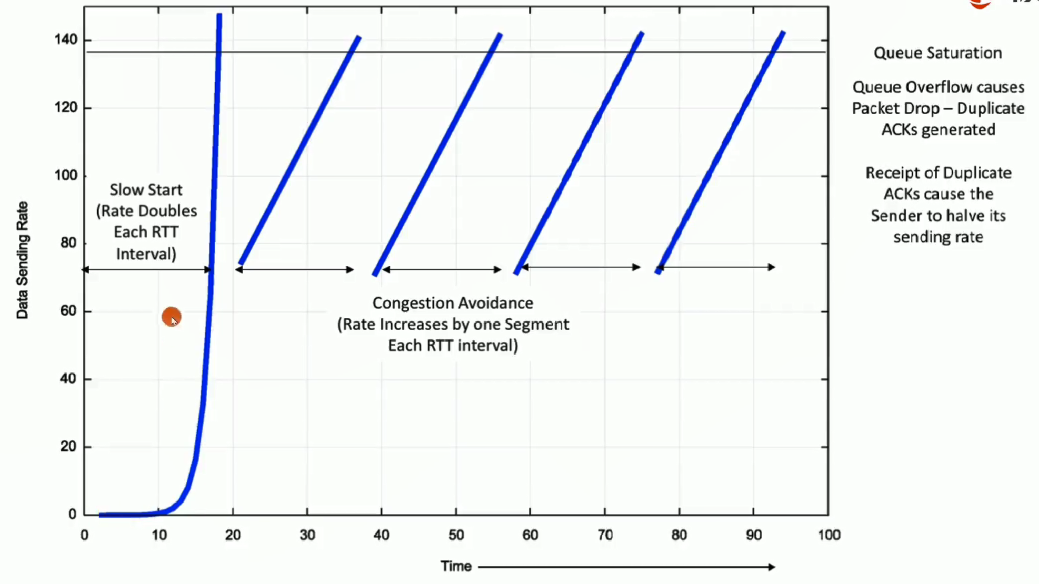 Queue Saturation
Queue Overflow causes
Packet Drop – Duplicate
ACKs generated
Receipt of Duplicate
ACKs cause the
Sender to halve its
sending rate
Data Sending Rate
140
120
100
80
60
40
20
0
Slow Start
(Rate Doubles
Each RTT
Interval)
Congestion Avoidance
(Rate Increases by one Segment
Each RTT interval)
0 10 20 30 40 50 60 70 80 90 100
Time